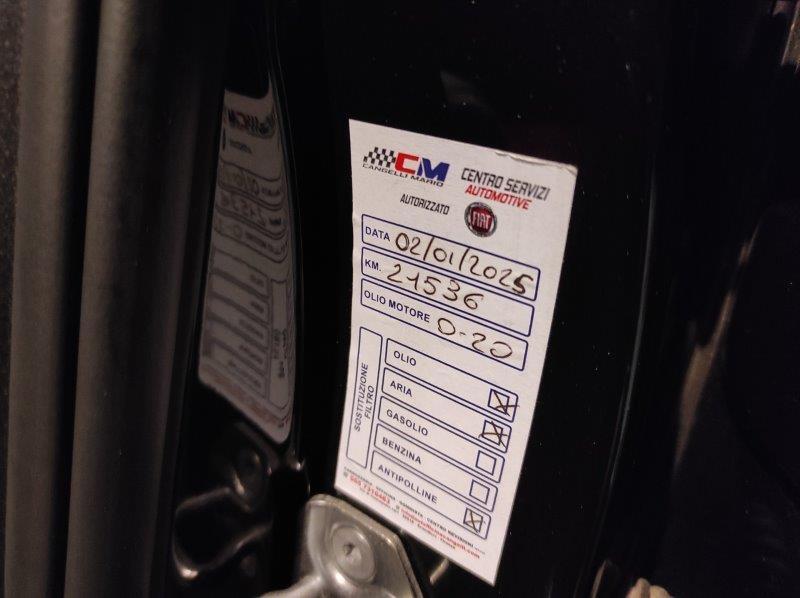 CM
CANGELLI MARIO
CENTRO SERVIZI
AUTOMOTIVE
AUTORIZZATO
FIAT
DATA 02/01/2025
KM. 21536
OLIO MOTORE 0-20
SOSTITUZIONE
FILTRO
OLIO
ARIA
GASOLIO
BENZINA
ANTIPOLLINE